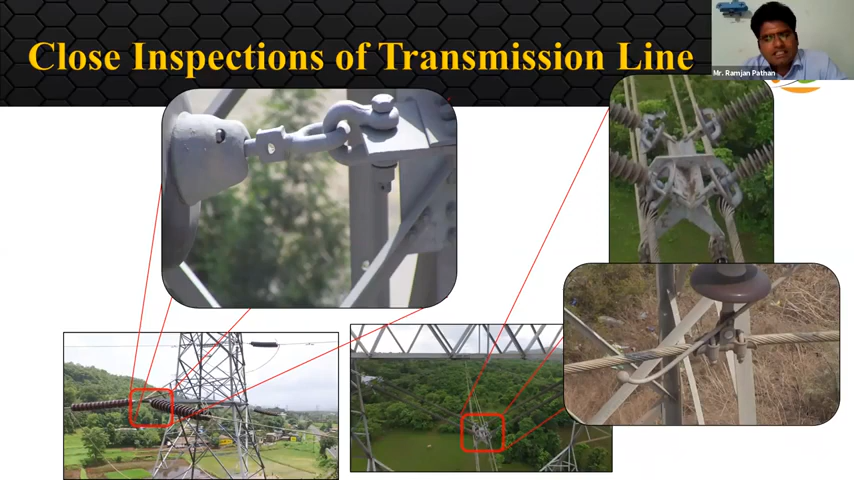 Close Inspections of Transmission Line
Mr. Ramjan Pathan